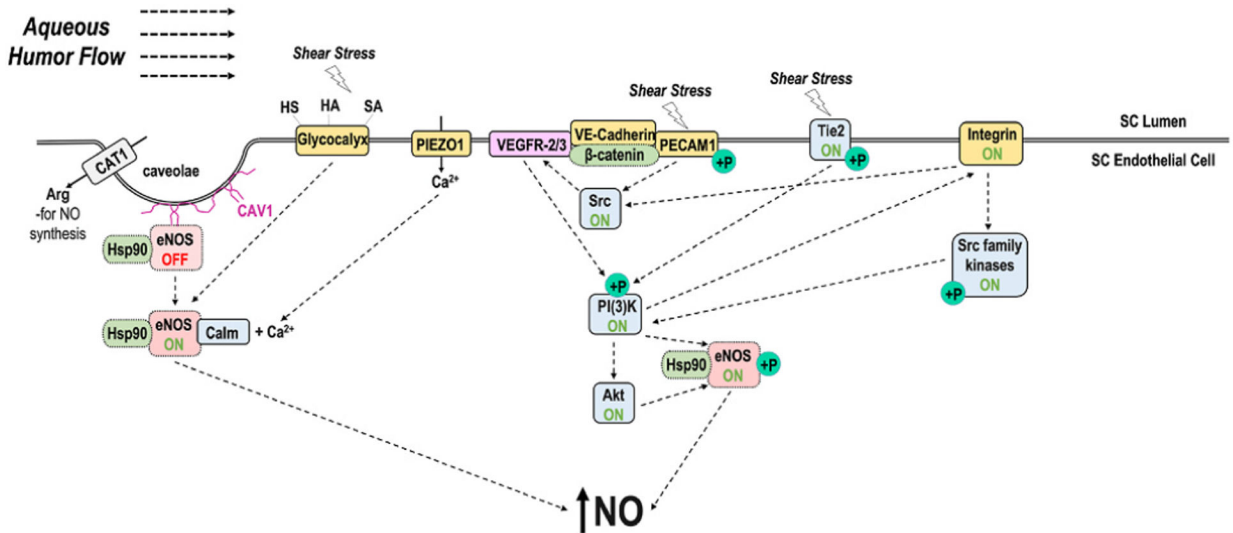 Aqueous
Humor Flow
Shear Stress
HS
HA
SA
Glycocalyx
PIEZO1
Ca²⁺
VEGFR-2/3
VE-Cadherin
β-catenin
Shear Stress
PECAM1
+P
Shear Stress
Tie2
ON
+P
Integrin
ON
SC Lumen
SC Endothelial Cell
CAT1
caveolae
Arg
-for NO
synthesis
CAV1
Hsp90
eNOS
OFF
Src
ON
Src family
kinases
ON
+P
+P
PI(3)K
ON
Hsp90
eNOS
ON
Calm
+ Ca²⁺
Hsp90
eNOS
ON
+P
Akt
ON
NO